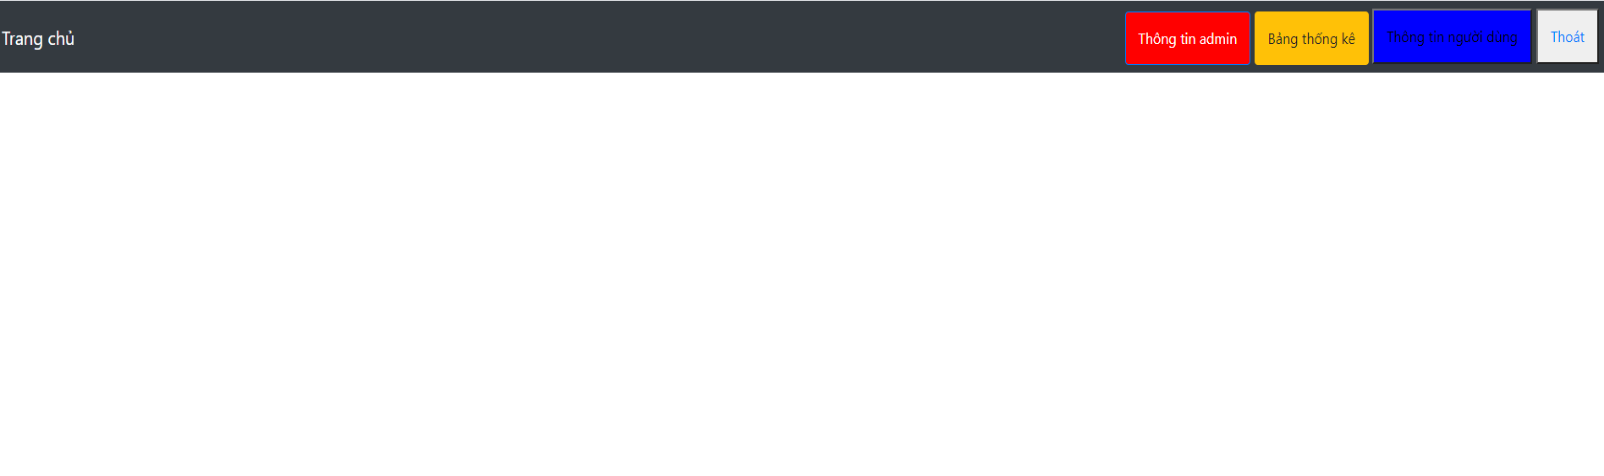 Trang chủ
Thông tin admin
Bảng thống kê
Thông tin người dùng
Thoát